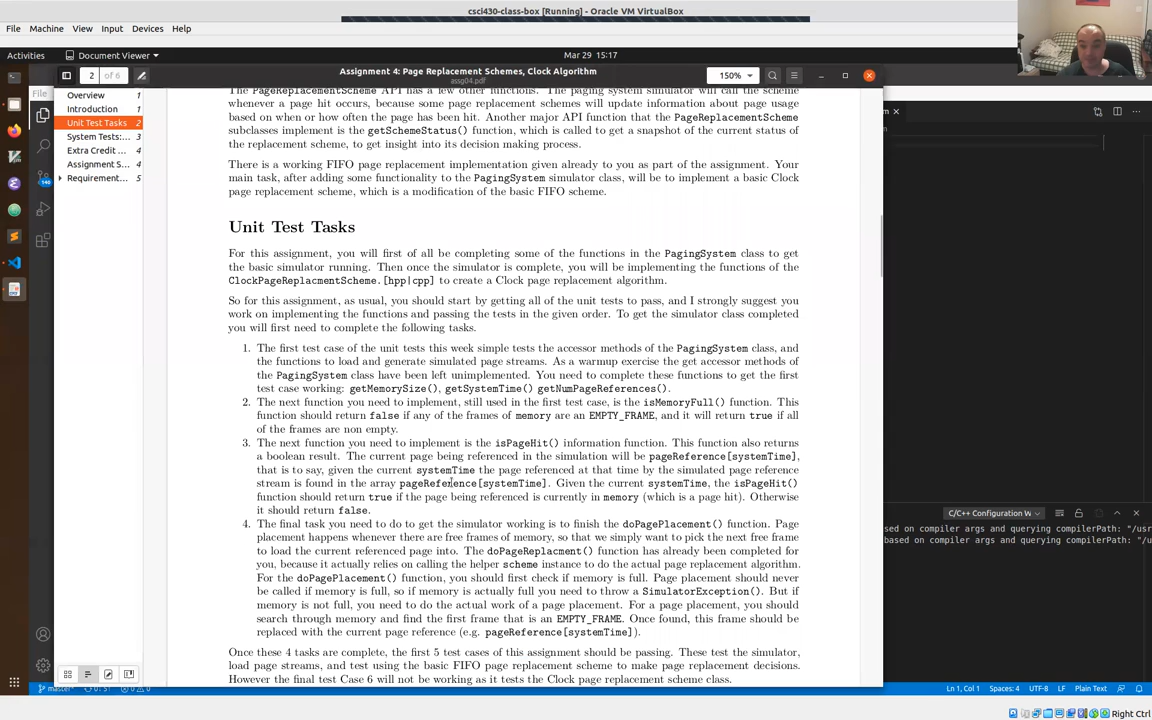 csci430-class-box [Running] - Oracle VM VirtualBox
File Machine View Input Devices Help
Activities Document Viewer Mar 29 15:17
2 of 6 Assignment 4: Page Replacement Schemes, Clock Algorithm 150%
assg04.pdf
File
Overview 1
Introduction 1
Unit Test Tasks 2
System Tests:... 3
Extra Credit 4
Assignment S... 4
Requirement... 5
The PageReplacementScheme API has a few other functions. The paging system simulator will call the scheme
whenever a page hit occurs, because some page replacement schemes will update information about page usage
based on when or how often the page has been hit. Another major API function that the PageReplacementScheme
subclasses implement is the getSchemeStatus() function, which is called to get a snapshot of the current status of
the replacement scheme, to get insight into its decision making process.
There is a working FIFO page replacement implementation given already to you as part of the assignment. Your
main task, after adding some functionality to the PagingSystem simulator class, will be to implement a basic Clock
page replacement scheme, which is a modification of the basic FIFO scheme.
Unit Test Tasks
For this assignment, you will first of all be completing some of the functions in the PagingSystem class to get
the basic simulator running. Then once the simulator is complete, you will be implementing the functions of the
ClockPageReplacmentScheme.[hpp|cpp] to create a Clock page replacement algorithm.
So for this assignment, as usual, you should start by getting all of the unit tests to pass, and I strongly suggest you
work on implementing the functions and passing the tests in the given order. To get the simulator class completed
you will first need to complete the following tasks.
1. The first test case of the unit tests this week simple tests the accessor methods of the PagingSystem class, and
the functions to load and generate simulated page streams. As a warmup exercise the get accessor methods of
the PagingSystem class have been left unimplemented. You need to complete these functions to get the first
test case working: getMemorySize(), getSystemTime() getNumPageReferences().
2. The next function you need to implement, still used in the first test case, is the isMemoryFull() function. This
function should return false if any of the frames of memory are an EMPTY_FRAME, and it will return true if all
of the frames are non empty.
3. The next function you need to implement is the isPageHit() information function. This function also returns
a boolean result. The current page being referenced in the simulation will be pageReference[systemTime],
that is to say, given the current systemTime the page referenced at that time by the simulated page reference
stream is found in the array pageReference[systemTime]. Given the current systemTime, the isPageHit()
function should return true if the page being referenced is currently in memory (which is a page hit). Otherwise
it should return false.
4. The final task you need to do to get the simulator working is to finish the doPagePlacement() function. Page
placement happens whenever there are free frames of memory, so that we simply want to pick the next free frame
to load the current referenced page into. The doPageReplacment() function has already been completed for
you, because it actually relies on calling the helper scheme instance to do the actual page replacement algorithm.
For the doPagePlacement() function, you should first check if memory is full. Page placement should never
be called if memory is full, so if memory is actually full you need to throw a SimulatorException(). But if
memory is not full, you need to do the actual work of a page placement. For a page placement, you should
search through memory and find the first frame that is an EMPTY_FRAME. Once found, this frame should be
replaced with the current page reference (e.g. pageReference[systemTime]).
Once these 4 tasks are complete, the first 5 test cases of this assignment should be passing. These test the simulator,
load page streams, and test using the basic FIFO page replacement scheme to make page replacement decisions.
However the final test Case 6 will not be working as it tests the Clock page replacement scheme class.
C/C++ Configuration W
ased on compiler args and querying compilerPath: "/usr
based on compiler args and querying compilerPath: "/us
master* Ln 1, Col 1 Spaces: 4 UTF-8 LF Plain Text
Right Ctrl